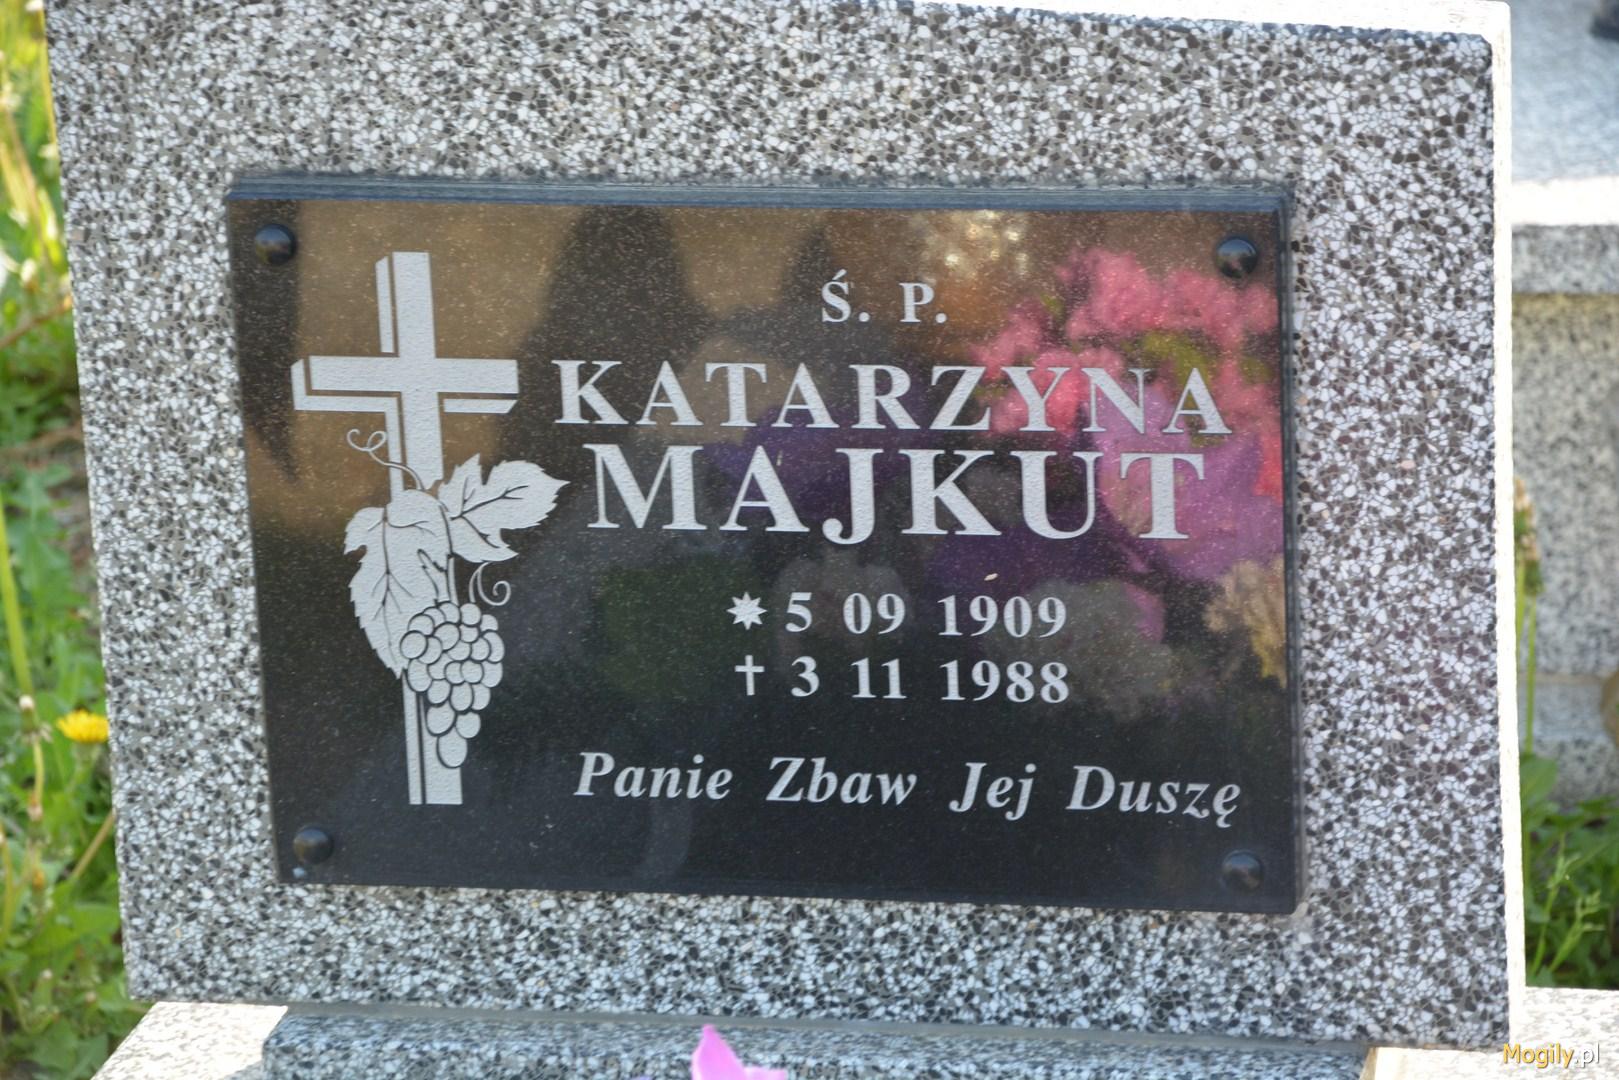 Ś. P.
KATARZYNA
MAJKUT
✷ 5 09 1909
† 3 11 1988
Panie Zbaw Jej Duszę
Mogily.pl